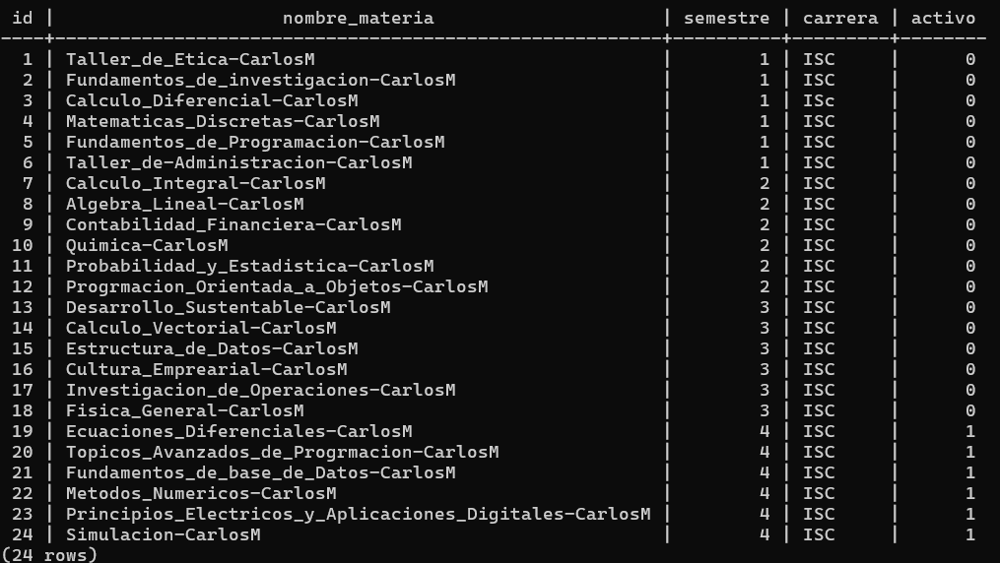 id |                     nombre_materia                      | semestre | carrera | activo
----+---------------------------------------------------------+----------+---------+--------
  1 | Taller_de_Etica-CarlosM                                 |        1 | ISC     |      0
  2 | Fundamentos_de_investigacion-CarlosM                    |        1 | ISC     |      0
  3 | Calculo_Diferencial-CarlosM                             |        1 | ISc     |      0
  4 | Matematicas_Discretas-CarlosM                           |        1 | ISC     |      0
  5 | Fundamentos_de_Programacion-CarlosM                     |        1 | ISC     |      0
  6 | Taller_de-Administracion-CarlosM                        |        1 | ISC     |      0
  7 | Calculo_Integral-CarlosM                                |        2 | ISC     |      0
  8 | Algebra_Lineal-CarlosM                                  |        2 | ISC     |      0
  9 | Contabilidad_Financiera-CarlosM                         |        2 | ISC     |      0
 10 | Quimica-CarlosM                                         |        2 | ISC     |      0
 11 | Probabilidad_y_Estadistica-CarlosM                      |        2 | ISC     |      0
 12 | Progrmacion_Orientada_a_Objetos-CarlosM                 |        2 | ISC     |      0
 13 | Desarrollo_Sustentable-CarlosM                          |        3 | ISC     |      0
 14 | Calculo_Vectorial-CarlosM                               |        3 | ISC     |      0
 15 | Estructura_de_Datos-CarlosM                             |        3 | ISC     |      0
 16 | Cultura_Emprearial-CarlosM                              |        3 | ISC     |      0
 17 | Investigacion_de_Operaciones-CarlosM                    |        3 | ISC     |      0
 18 | Fisica_General-CarlosM                                  |        3 | ISC     |      0
 19 | Ecuaciones_Diferenciales-CarlosM                        |        4 | ISC     |      1
 20 | Topicos_Avanzados_de_Progrmacion-CarlosM                |        4 | ISC     |      1
 21 | Fundamentos_de_base_de_Datos-CarlosM                    |        4 | ISC     |      1
 22 | Metodos_Numericos-CarlosM                               |        4 | ISC     |      1
 23 | Principios_Electricos_y_Aplicaciones_Digitales-CarlosM |        4 | ISC     |      1
 24 | Simulacion-CarlosM                                      |        4 | ISC     |      1
(24 rows)